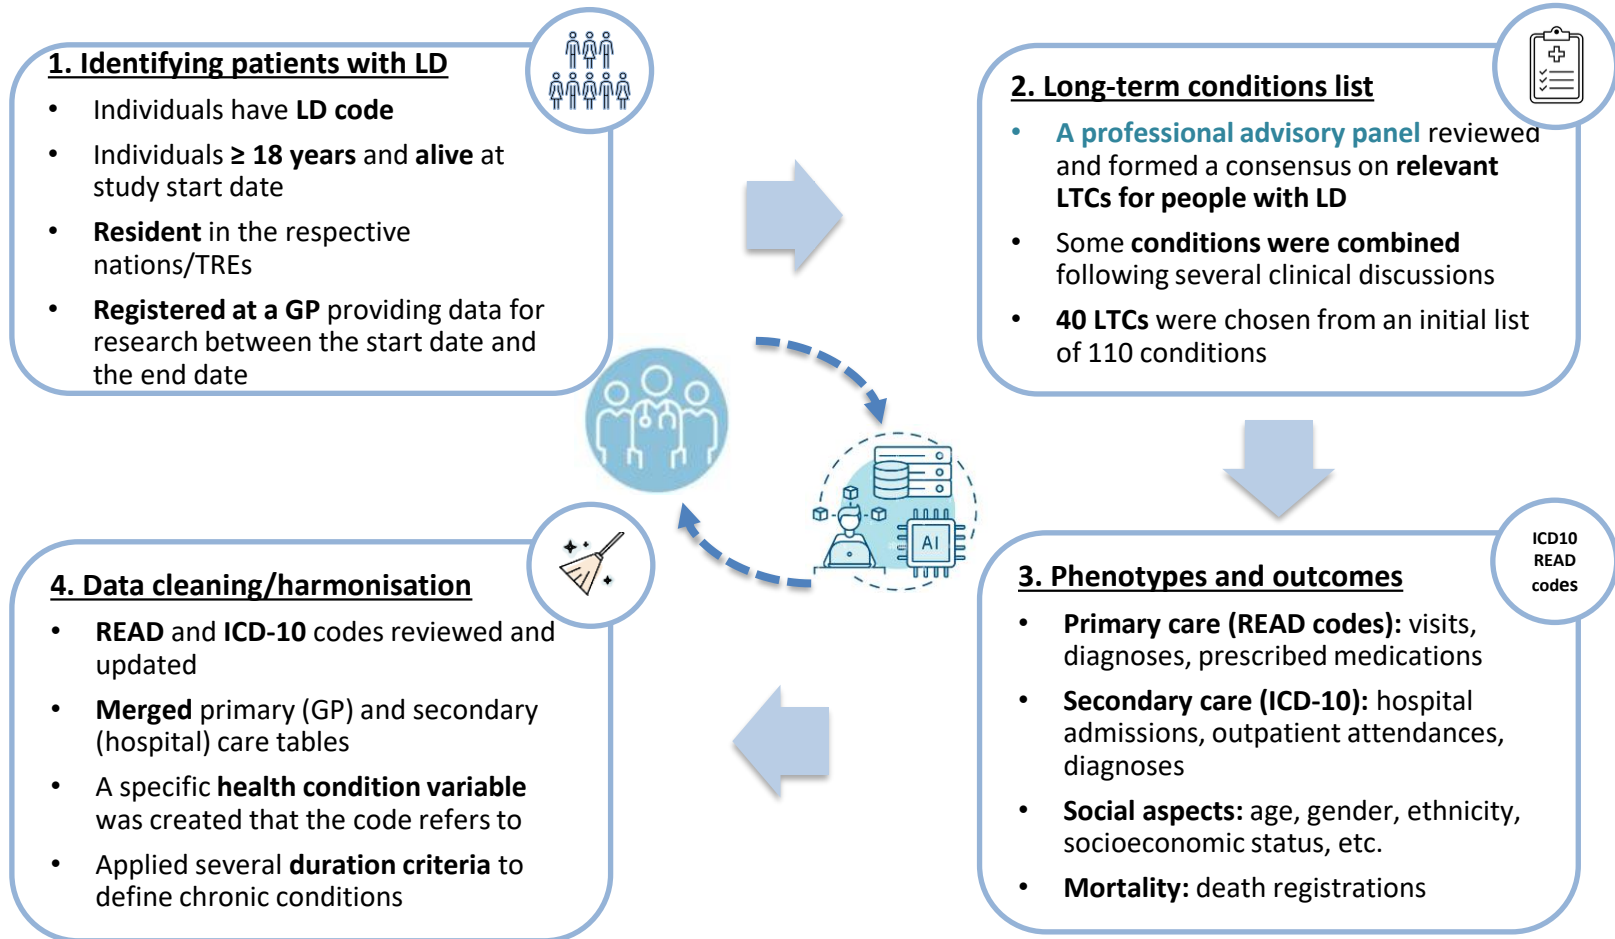 1. Identifying patients with LD
• Individuals have LD code
• Individuals ≥ 18 years and alive at
study start date
• Resident in the respective
nations/TREs
• Registered at a GP providing data for
research between the start date and
the end date
2. Long-term conditions list
• A professional advisory panel reviewed
and formed a consensus on relevant
LTCs for people with LD
• Some conditions were combined
following several clinical discussions
• 40 LTCs were chosen from an initial list
of 110 conditions
AI
ICD10
READ
codes
3. Phenotypes and outcomes
• Primary care (READ codes): visits,
diagnoses, prescribed medications
• Secondary care (ICD-10): hospital
admissions, outpatient attendances,
diagnoses
• Social aspects: age, gender, ethnicity,
socioeconomic status, etc.
• Mortality: death registrations
4. Data cleaning/harmonisation
• READ and ICD-10 codes reviewed and
updated
• Merged primary (GP) and secondary
(hospital) care tables
• A specific health condition variable
was created that the code refers to
• Applied several duration criteria to
define chronic conditions